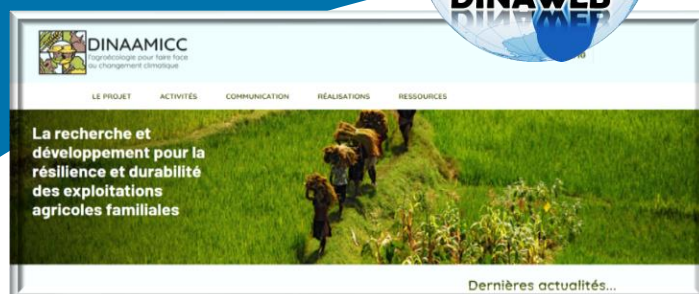 DINAWEB
DINAAMICC
l'agroécologie pour faire face
au changement climatique
LE PROJET ACTIVITÉS COMMUNICATION RÉALISATIONS RESSOURCES
La recherche et
développement pour la
résilience et durabilité
des exploitations
agricoles familiales
Dernières actualités...